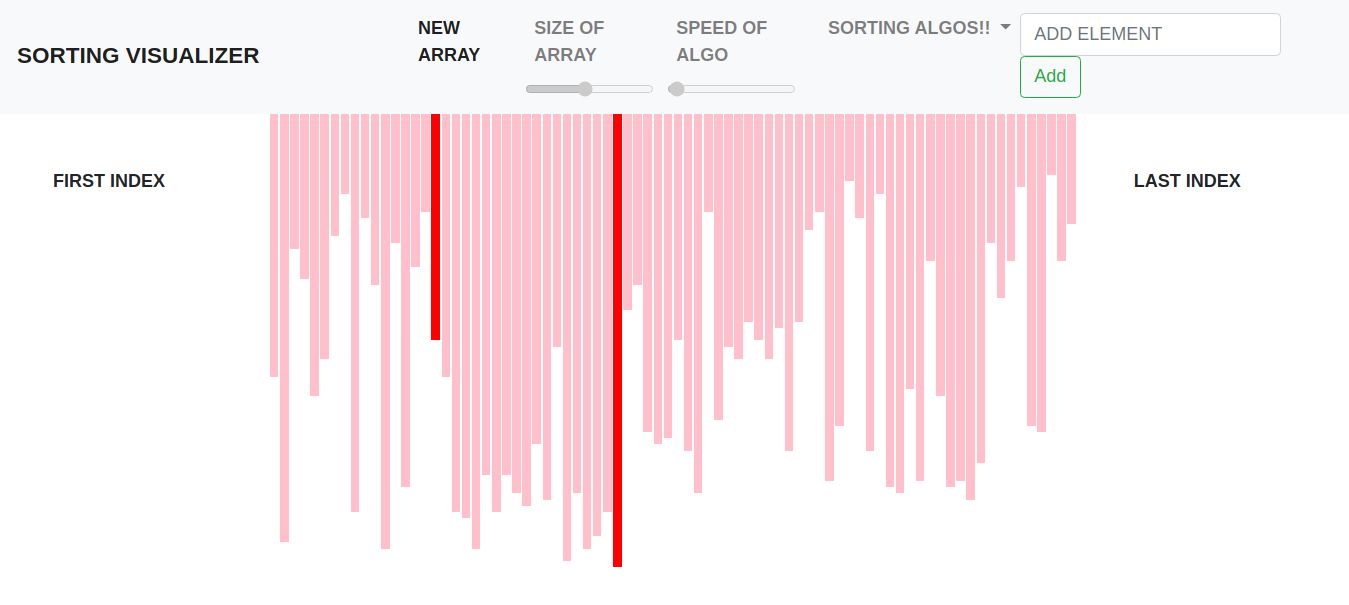 SORTING VISUALIZER
NEW
ARRAY
SIZE OF
ARRAY
SPEED OF
ALGO
SORTING ALGOS!!
ADD ELEMENT
Add
FIRST INDEX
LAST INDEX